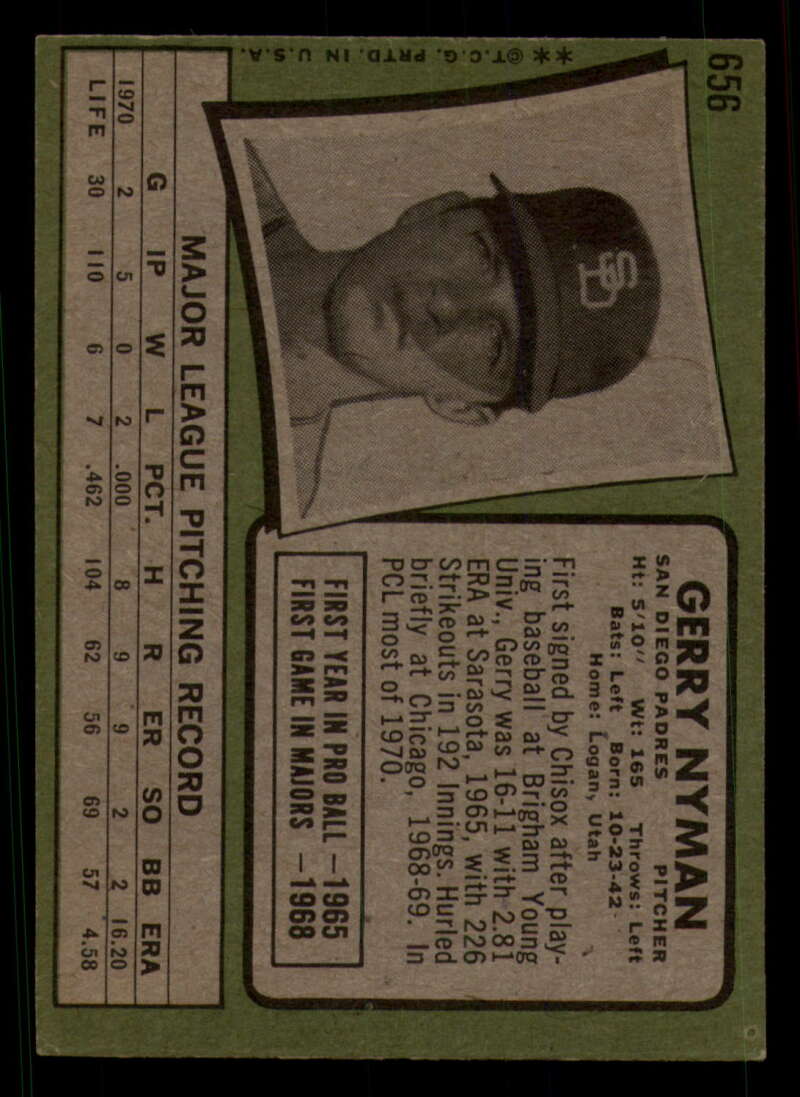 656
**©T.C.G. PRTD. IN U.S.A.
SD
GERRY NYMAN
SAN DIEGO PADRES PITCHER
Ht: 5'10" Wt: 165 Throws: Left
Bats: Left Born: 10-23-42
Home: Logan, Utah
First signed by Chisox after play-
ing baseball at Brigham Young
Univ., Gerry was 16-11 with 2.81
ERA at Sarasota, 1965, with 226
Strikeouts in 192 Innings. Hurled
briefly at Chicago, 1968-69. In
PCL most of 1970.
FIRST YEAR IN PRO BALL —1965
FIRST GAME IN MAJORS —1968
MAJOR LEAGUE PITCHING RECORD
G IP W L PCT. H R ER SO BB ERA
1970 2 5 0 2 .000 8 9 9 2 2 16.20
LIFE 30 110 6 7 .462 104 62 56 69 57 4.58